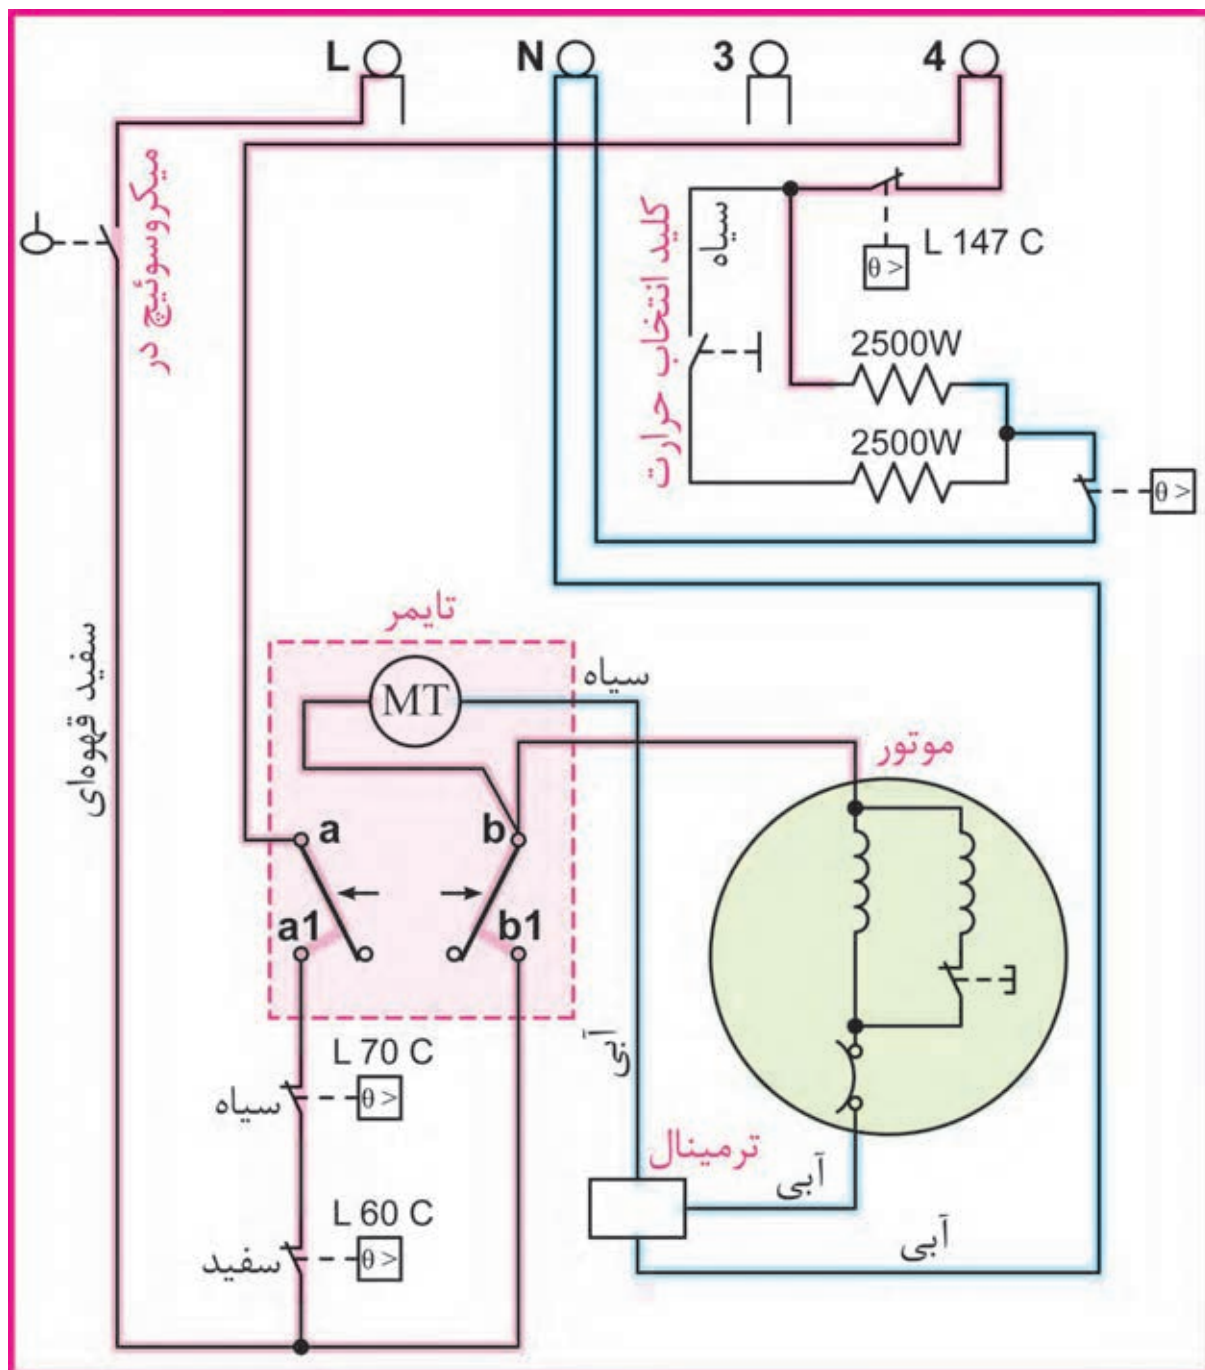 L
N
3
4
میکروسوئیچ در
کلید انتخاب حرارت
سیاه
L 147 C
θ >
2500W
2500W
θ >
سفید قهوه‌ای
تایمر
MT
سیاه
موتور
a
b
a1
b1
آبی
L 70 C
سیاه
θ >
ترمینال
آبی
L 60 C
سفید
θ >
آبی